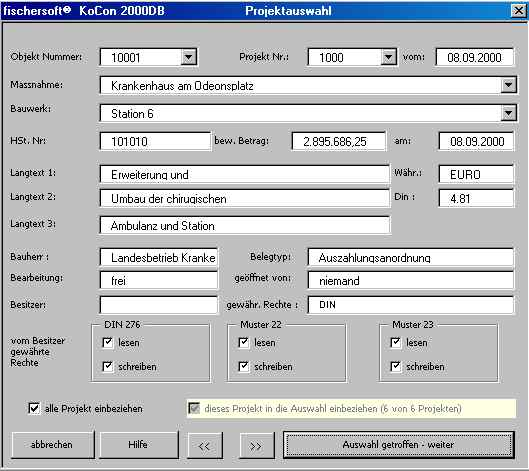 fischersoft® KoCon 2000DB Projektauswahl
Objekt Nummer: 10001 Projekt Nr.: 1000 vom: 08.09.2000
Massnahme: Krankenhaus am Odeonsplatz
Bauwerk: Station 6
HSt. Nr: 101010 bew. Betrag: 2.895.686,25 am: 08.09.2000
Langtext 1: Erweiterung und Währ.: EURO
Langtext 2: Umbau der chirugischen Din : 4.81
Langtext 3: Ambulanz und Station
Bauherr : Landesbetrieb Kranke Belegtyp: Auszahlungsanordnung
Bearbeitung: frei geöffnet von: niemand
Besitzer: gewähr. Rechte : DIN
DIN 276 Muster 22 Muster 23
vom Besitzer gewährte Rechte
lesen lesen lesen
schreiben schreiben schreiben
alle Projekt einbeziehen dieses Projekt in die Auswahl einbeziehen (6 von 6 Projekten)
abbrechen Hilfe << >> Auswahl getroffen - weiter